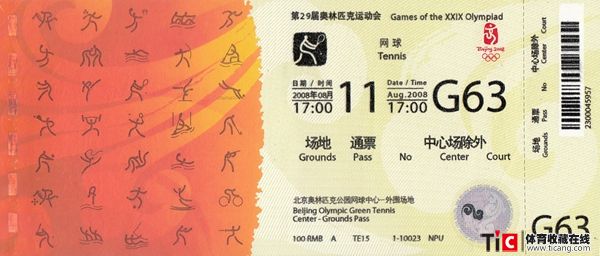 第29届奥林匹克运动会 Games of the XXIX Olympiad
网球
Tennis
Beijing 2008
日期 / 时间 Date / Time
2008年08月 11 Aug.2008 G63
17:00 17:00
场地 通票 中心场除外
Grounds Pass No Center Court
北京奥林匹克公园网球中心--外围场地
Beijing Olympic Green Tennis
Center - Grounds Pass
100 RMB A TE15 1-10023 NPU
中心场除外
No Center Court
通票
Pass
场地
Grounds
2300045957
G63
TIC 体育收藏在线
www.ticang.com